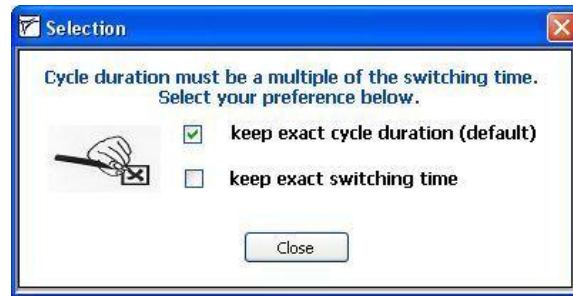 Selection
Cycle duration must be a multiple of the switching time.
Select your preference below.
keep exact cycle duration (default)
keep exact switching time
Close